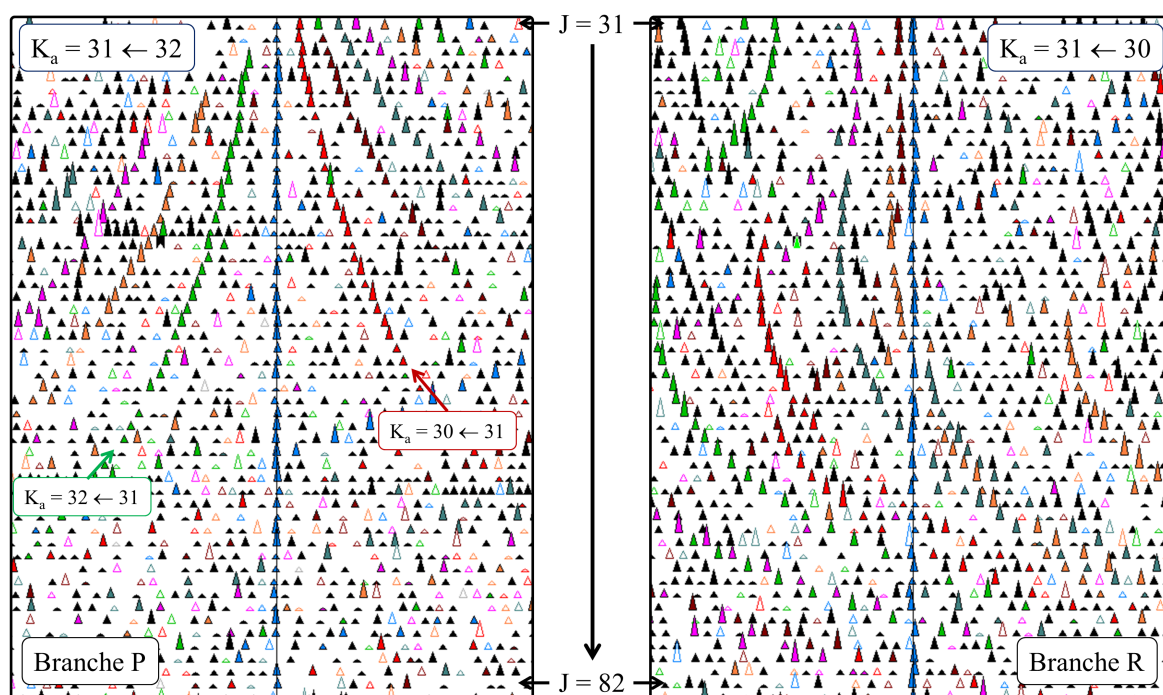 J = 31
Kₐ = 31 ← 32
Kₐ = 31 ← 30
Kₐ = 30 ← 31
Kₐ = 32 ← 31
Branche P
Branche R
J = 82